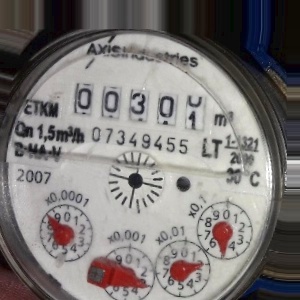 AXISIndustries
ETKM
00301 m³
Qn 1,5m³/h 07349455 LT
B-HA-V
2007 30°C
x0,0001 x0,1
x0,001 x0,01